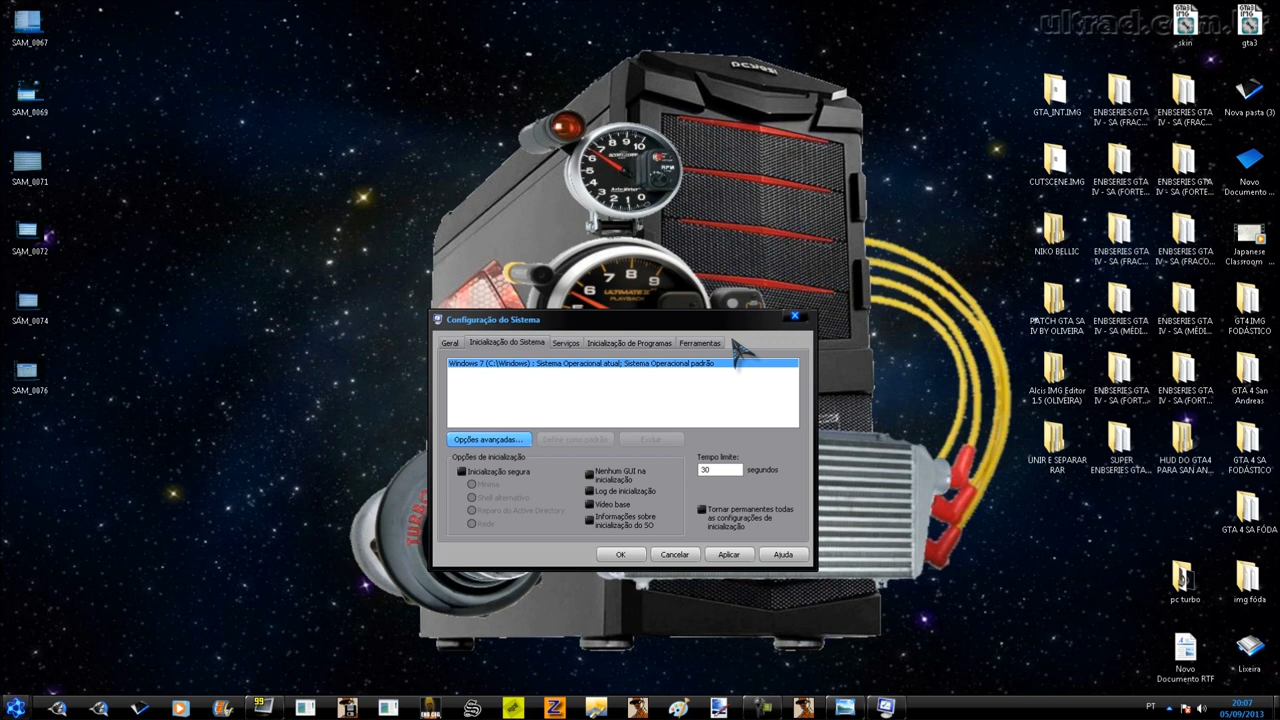 ultrad.com.br
SAM_0067
SAM_0069
SAM_0071
SAM_0072
SAM_0074
SAM_0076
skin
gta3
GTA_INT.IMG
ENBSERIES GTA
IV - SA (FRAC...
ENBSERIES GTA
IV - SA (FRAC...
Nova pasta (3)
CUTSCENE.IMG
ENBSERIES GTA
IV - SA (FRAC...
ENBSERIES GTA
IV - SA (FORTE...
Novo
Documento ...
NIKO BELLIC
ENBSERIES GTA
IV - SA (FRAC...
ENBSERIES GTA
IV - SA (FRACO...
Japanese
Classroom ...
PATCH GTA SA
IV BY OLIVEIRA
ENBSERIES GTA
IV - SA (MÉDI...
ENBSERIES GTA
IV - SA (MÉDI...
GT4 IMG
FODÁSTICO
Alcis IMG Editor
1.5 (OLIVEIRA)
ENBSERIES GTA
IV - SA (FORT...
ENBSERIES GTA
IV - SA (FORT...
GTA 4 San
Andreas
UNIR E SEPARAR
RAR
SUPER
ENBSERIES GTA...
HUD DO GTA4
PARA SAN AN...
GTA 4 SA
FODÁSTICO
GTA 4 SA FÓDA
pc turbo
img fóda
Novo
Documento RTF
Lixeira
RPM
ULTIMATE II
PLAYBACK
TURBO
Configuração do Sistema
Geral
Inicialização do Sistema
Serviços
Inicialização de Programas
Ferramentas
Windows 7 (C:\Windows) : Sistema Operacional atual; Sistema Operacional padrão
Opções avançadas...
Definir como padrão
Excluir
Opções de inicialização
Inicialização segura
Mínima
Shell alternativo
Reparo do Active Directory
Rede
Nenhum GUI na
inicialização
Log de inicialização
Vídeo base
Informações sobre
inicialização do SO
Tempo limite:
30
segundos
Tornar permanentes todas
as configurações de
inicialização
OK
Cancelar
Aplicar
Ajuda
99
PT
20:07
05/09/2013